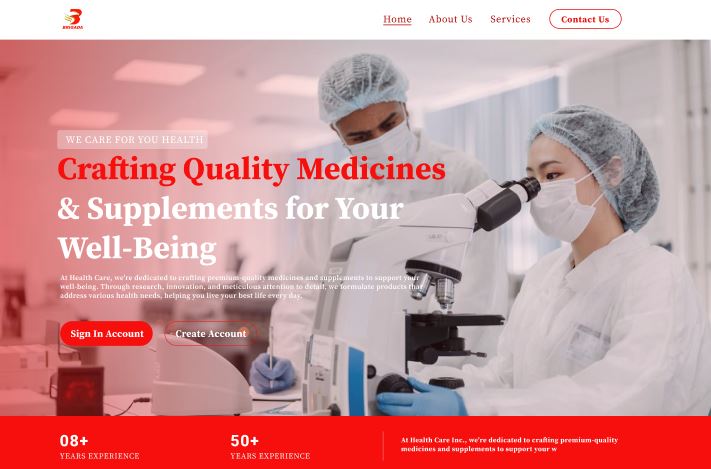 BRIGADA
Home
About Us
Services
Contact Us
WE CARE FOR YOU HEALTH
Crafting Quality Medicines
& Supplements for Your
Well-Being
At Health Care, we're dedicated to crafting premium-quality medicines and supplements to support your
well-being. Through research, innovation, and meticulous attention to detail, we formulate products that
address various health needs, helping you live your best life every day.
Sign In Account
Create Account
08+
YEARS EXPERIENCE
50+
YEARS EXPERIENCE
At Health Care Inc., we're dedicated to crafting premium-quality
medicines and supplements to support your w